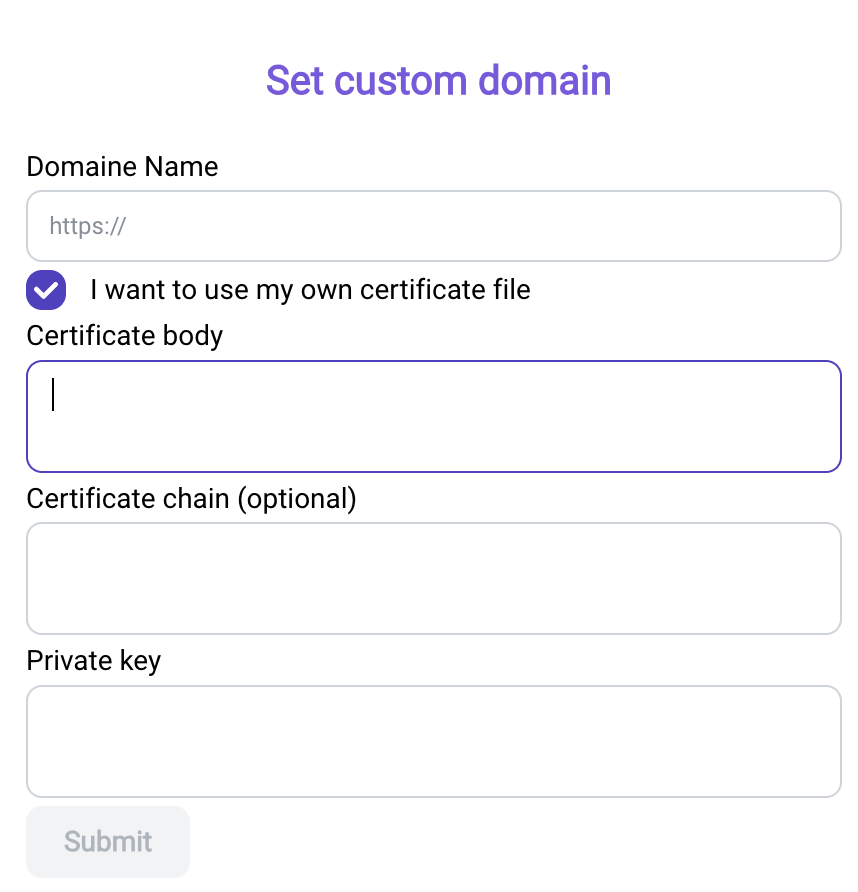 Set custom domain
Domaine Name
https://
I want to use my own certificate file
Certificate body
Certificate chain (optional)
Private key
Submit